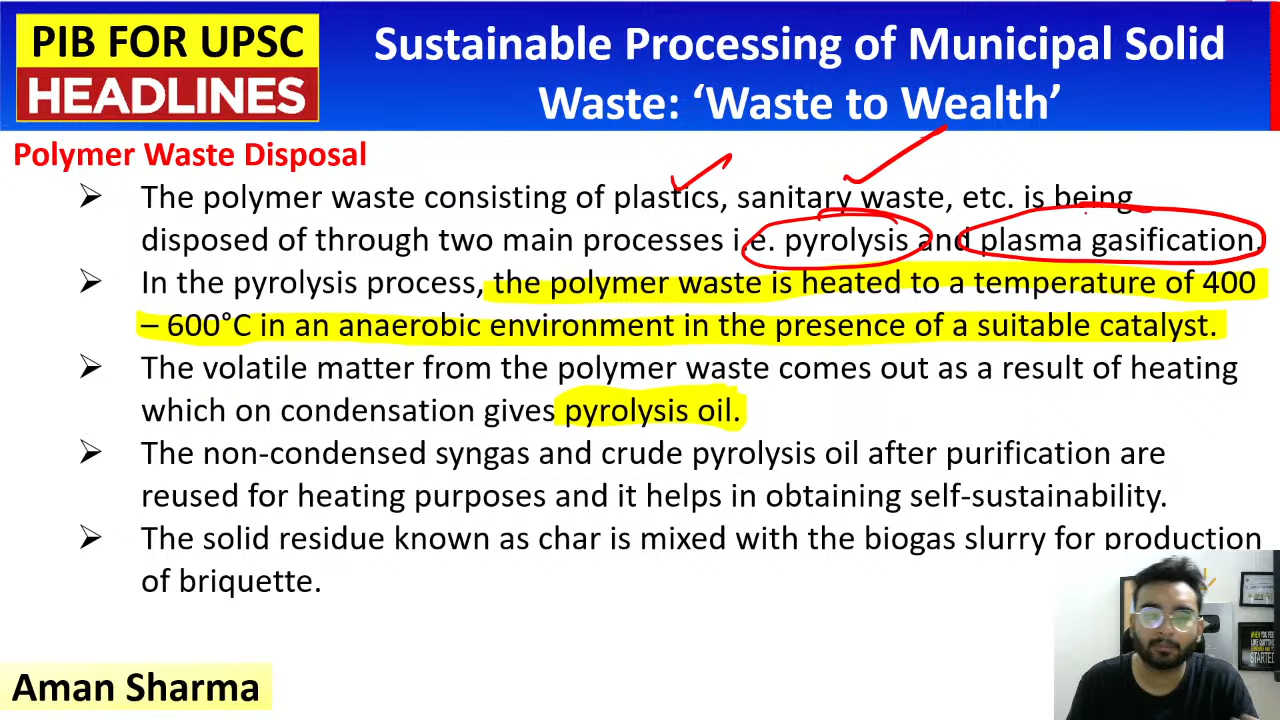 PIB FOR UPSC
HEADLINES
Sustainable Processing of Municipal Solid
Waste: ‘Waste to Wealth’
Polymer Waste Disposal
➢ The polymer waste consisting of plastics, sanitary waste, etc. is being
disposed of through two main processes i.e. pyrolysis and plasma gasification.
➢ In the pyrolysis process, the polymer waste is heated to a temperature of 400
– 600°C in an anaerobic environment in the presence of a suitable catalyst.
➢ The volatile matter from the polymer waste comes out as a result of heating
which on condensation gives pyrolysis oil.
➢ The non-condensed syngas and crude pyrolysis oil after purification are
reused for heating purposes and it helps in obtaining self-sustainability.
➢ The solid residue known as char is mixed with the biogas slurry for production
of briquette.
Aman Sharma